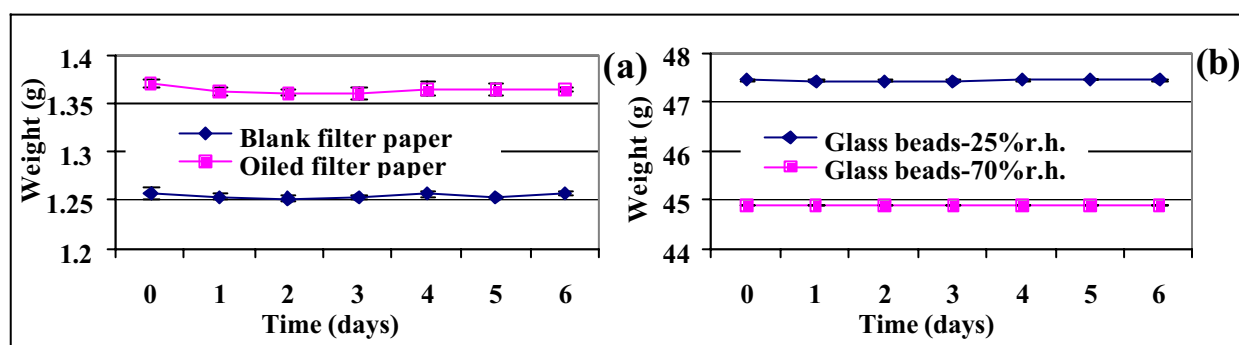 (a)
Weight (g)
1.4
1.35
1.3
1.25
1.2
Blank filter paper
Oiled filter paper
0 1 2 3 4 5 6
Time (days)
(b)
Weight (g)
48
47
46
45
44
Glass beads-25%r.h.
Glass beads-70%r.h.
0 1 2 3 4 5 6
Time (days)